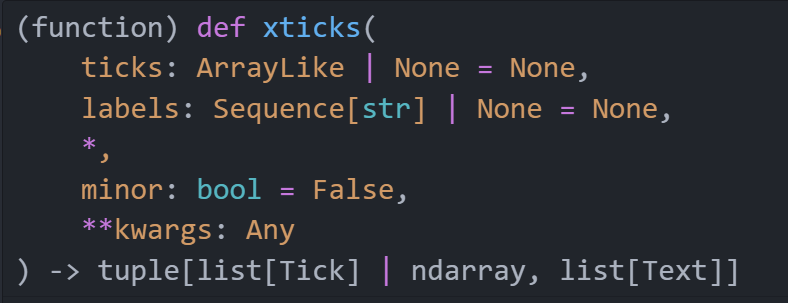 (function) def xticks(
    ticks: ArrayLike | None = None,
    labels: Sequence[str] | None = None,
    *,
    minor: bool = False,
    **kwargs: Any
) -> tuple[list[Tick] | ndarray, list[Text]]